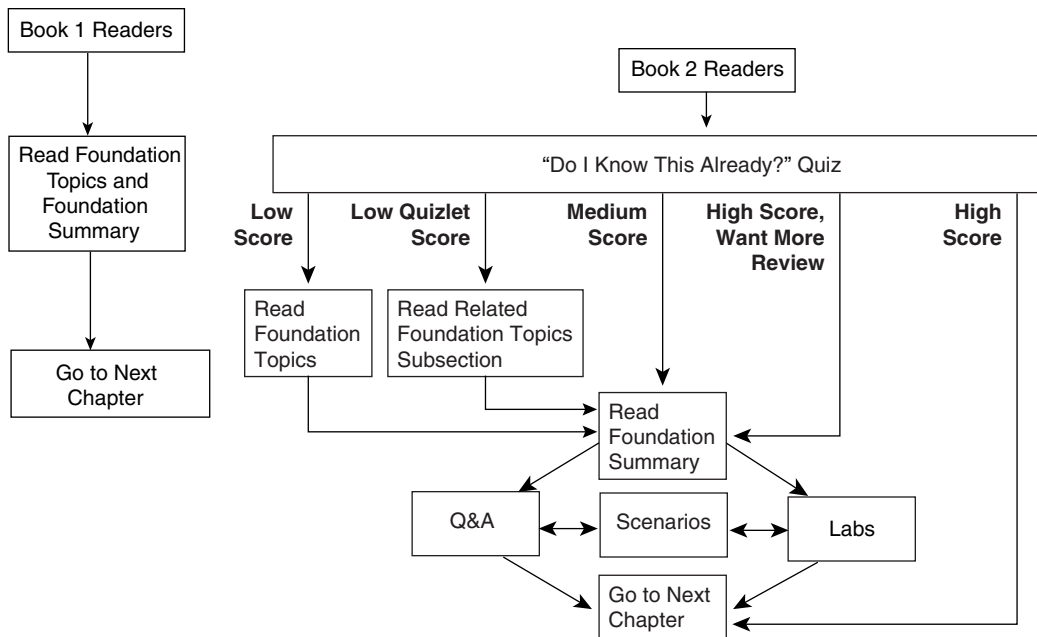 Book 1 Readers
Read Foundation
Topics and
Foundation
Summary
Go to Next
Chapter
Book 2 Readers
“Do I Know This Already?” Quiz
Low
Score
Low Quizlet
Score
Medium
Score
High Score,
Want More
Review
High
Score
Read
Foundation
Topics
Read Related
Foundation Topics
Subsection
Read
Foundation
Summary
Q&A
Scenarios
Labs
Go to Next
Chapter